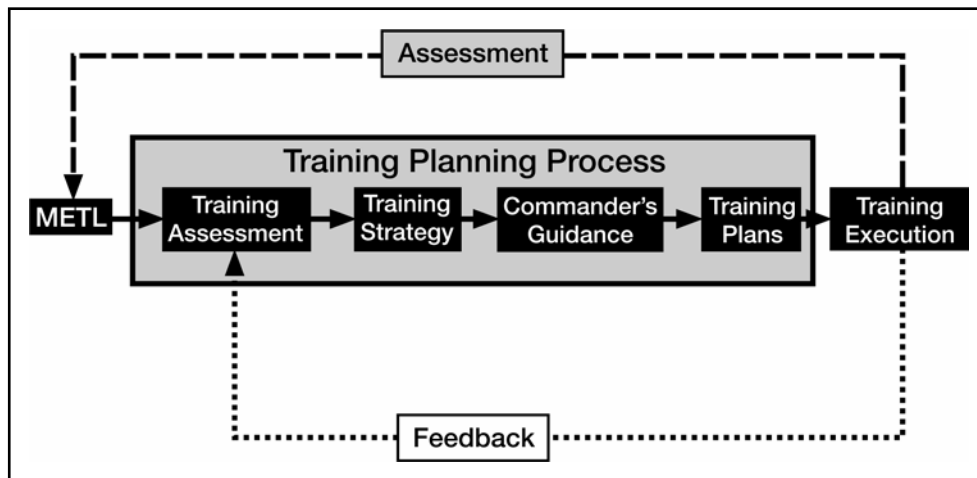 Assessment
Training Planning Process
METL
Training
Assessment
Training
Strategy
Commander's
Guidance
Training
Plans
Training
Execution
Feedback